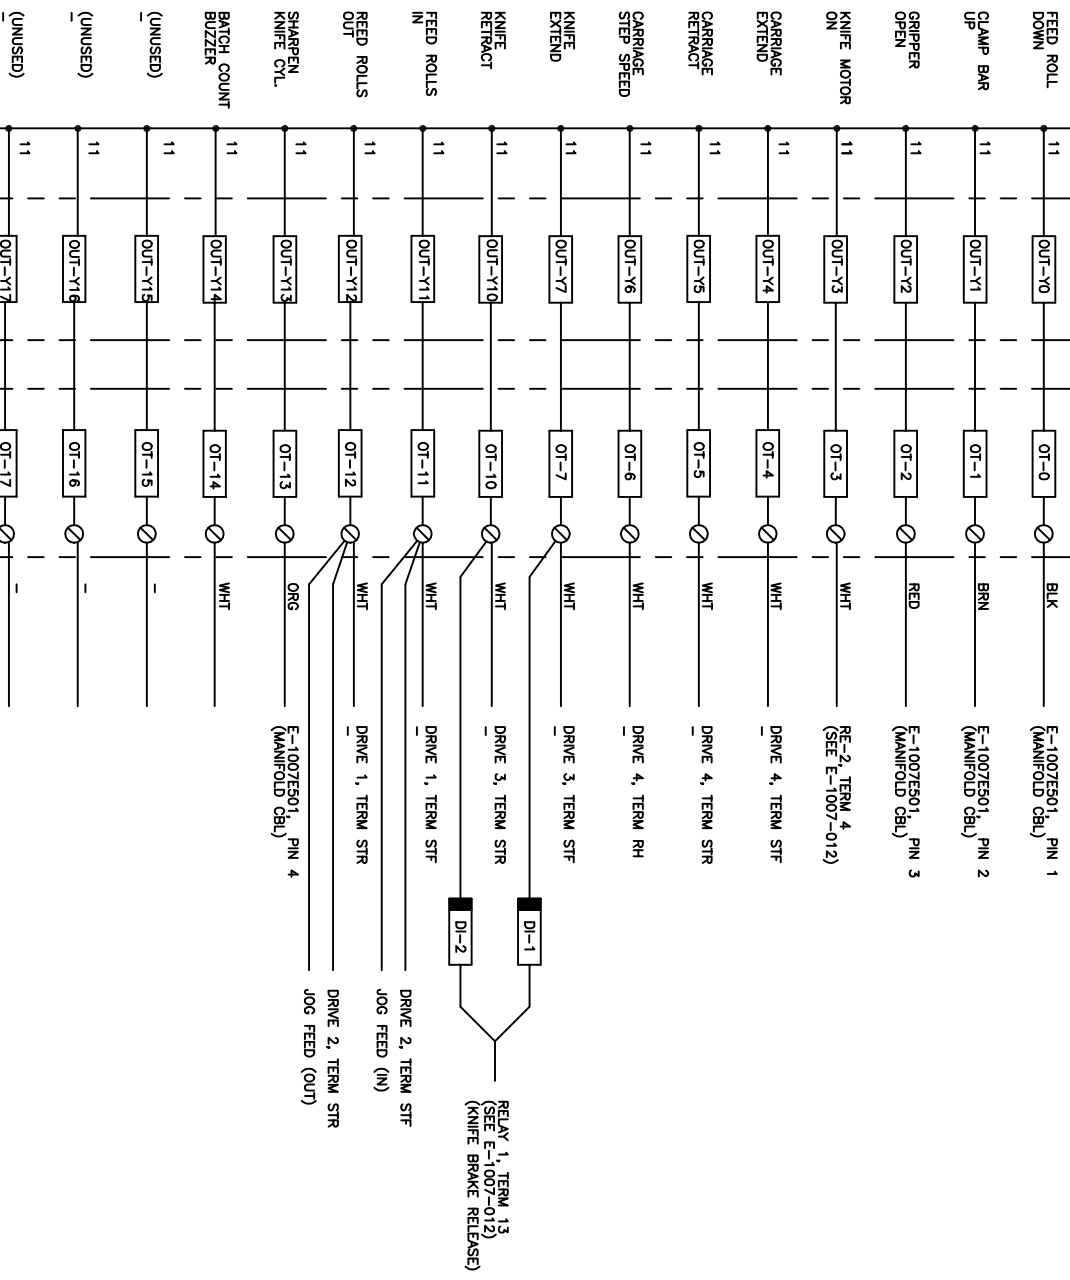 FEED ROLL
DOWN
11
OUT-Y0
OT-0
BLK
E-1007E501, PIN 1
(MANIFOLD CBL)
CLAMP BAR
UP
11
OUT-Y1
OT-1
BRN
E-1007E501, PIN 2
(MANIFOLD CBL)
GRIPPER
OPEN
11
OUT-Y2
OT-2
RED
E-1007E501, PIN 3
(MANIFOLD CBL)
KNIFE MOTOR
ON
11
OUT-Y3
OT-3
WHT
RE-2, TERM 4
(SEE E-1007-012)
CARRIAGE
EXTEND
11
OUT-Y4
OT-4
WHT
DRIVE 4, TERM STF
-
CARRIAGE
RETRACT
11
OUT-Y5
OT-5
WHT
DRIVE 4, TERM STR
-
CARRIAGE
STEP SPEED
11
OUT-Y6
OT-6
WHT
DRIVE 4, TERM RH
-
KNIFE
EXTEND
11
OUT-Y7
OT-7
WHT
DRIVE 3, TERM STF
-
DI-1
KNIFE
RETRACT
11
OUT-Y10
OT-10
WHT
DRIVE 3, TERM STR
-
DI-2
RELAY 1, TERM 13
(SEE E-1007-012)
(KNIFE BRAKE RELEASE)
FEED ROLLS
IN
11
OUT-Y11
OT-11
WHT
DRIVE 1, TERM STF
-
DRIVE 2, TERM STF
JOG FEED (IN)
REED ROLLS
OUT
11
OUT-Y12
OT-12
WHT
DRIVE 1, TERM STR
-
DRIVE 2, TERM STR
JOG FEED (OUT)
SHARPEN
KNIFE CYL.
11
OUT-Y13
OT-13
ORG
E-1007E501, PIN 4
(MANIFOLD CBL)
BATCH COUNT
BUZZER
11
OUT-Y14
OT-14
WHT
(UNUSED)
-
11
OUT-Y15
OT-15
-
(UNUSED)
-
11
OUT-Y16
OT-16
-
(UNUSED)
-
11
OUT-Y17
OT-17
-